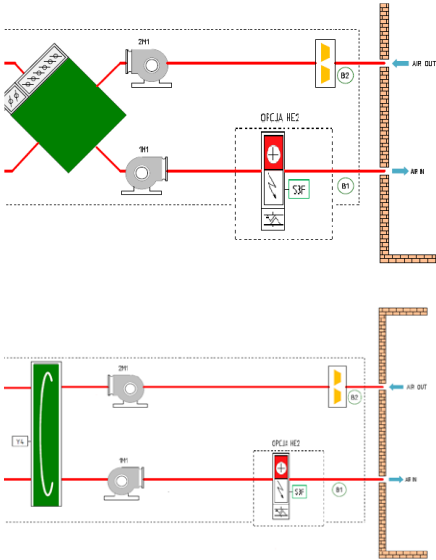 2M1
B2
AIR OUT
OPCJA HE2
1M1
S3F
B1
AIR IN
2M1
B2
AIR OUT
OPCJA HE2
Y4
1M1
S3F
B1
AIR IN